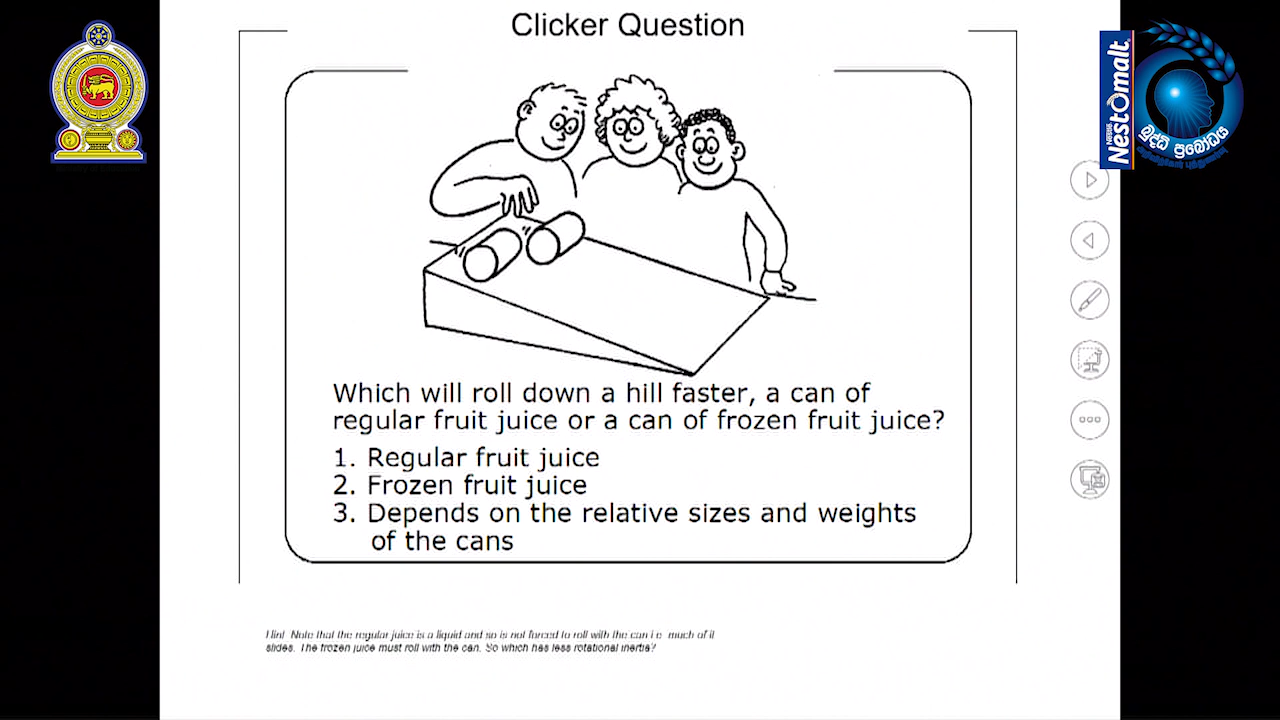 Clicker Question
Nestlé
Nestomalt
බුද්ධි ප්‍රබෝධය
Which will roll down a hill faster, a can of
regular fruit juice or a can of frozen fruit juice?
1. Regular fruit juice
2. Frozen fruit juice
3. Depends on the relative sizes and weights
of the cans
Hint Note that the regular juice is a liquid and so is not forced to roll with the can i.e. much of it
slides. The frozen juice must roll with the can. So which has less rotational inertia?